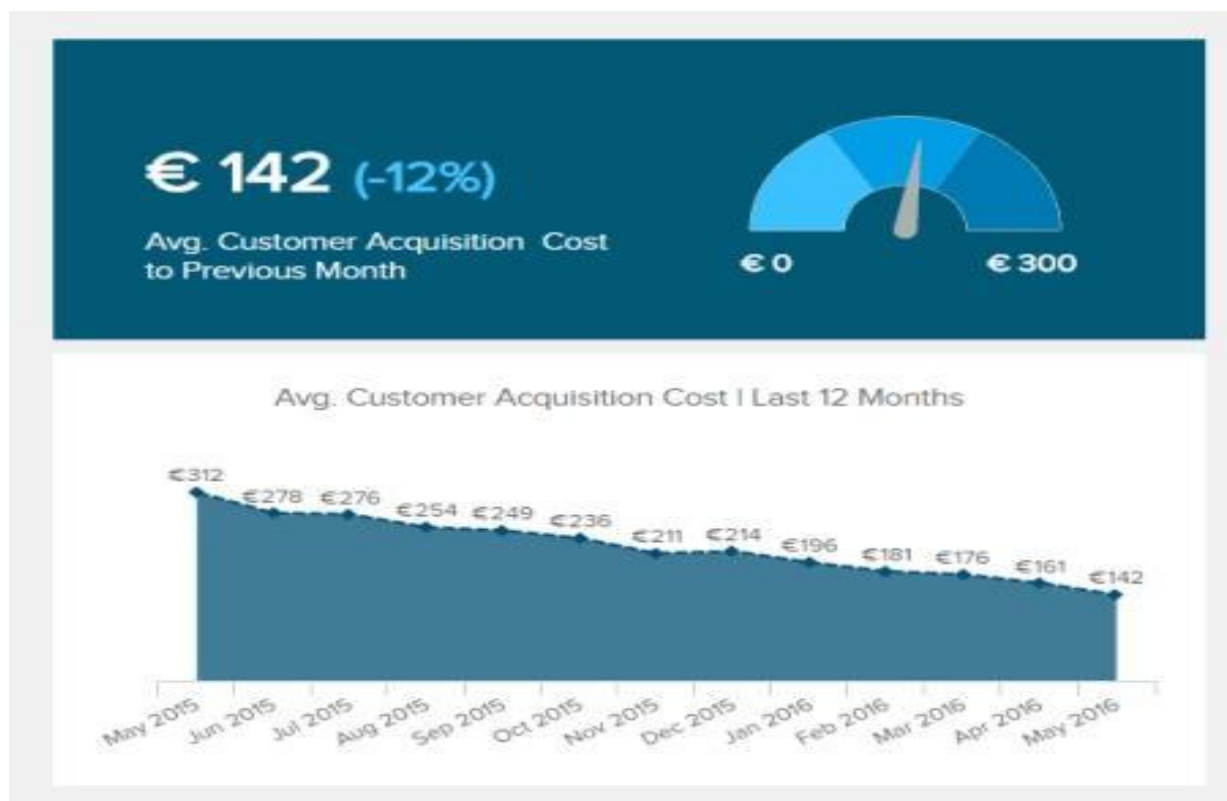 € 142 (-12%)
Avg. Customer Acquisition Cost
to Previous Month
€ 0
€ 300
Avg. Customer Acquisition Cost | Last 12 Months
€312
€278
€276
€254
€249
€236
€211
€214
€196
€181
€176
€161
€142
May 2015
Jun 2015
Jul 2015
Aug 2015
Sep 2015
Oct 2015
Nov 2015
Dec 2015
Jan 2016
Feb 2016
Mar 2016
Apr 2016
May 2016